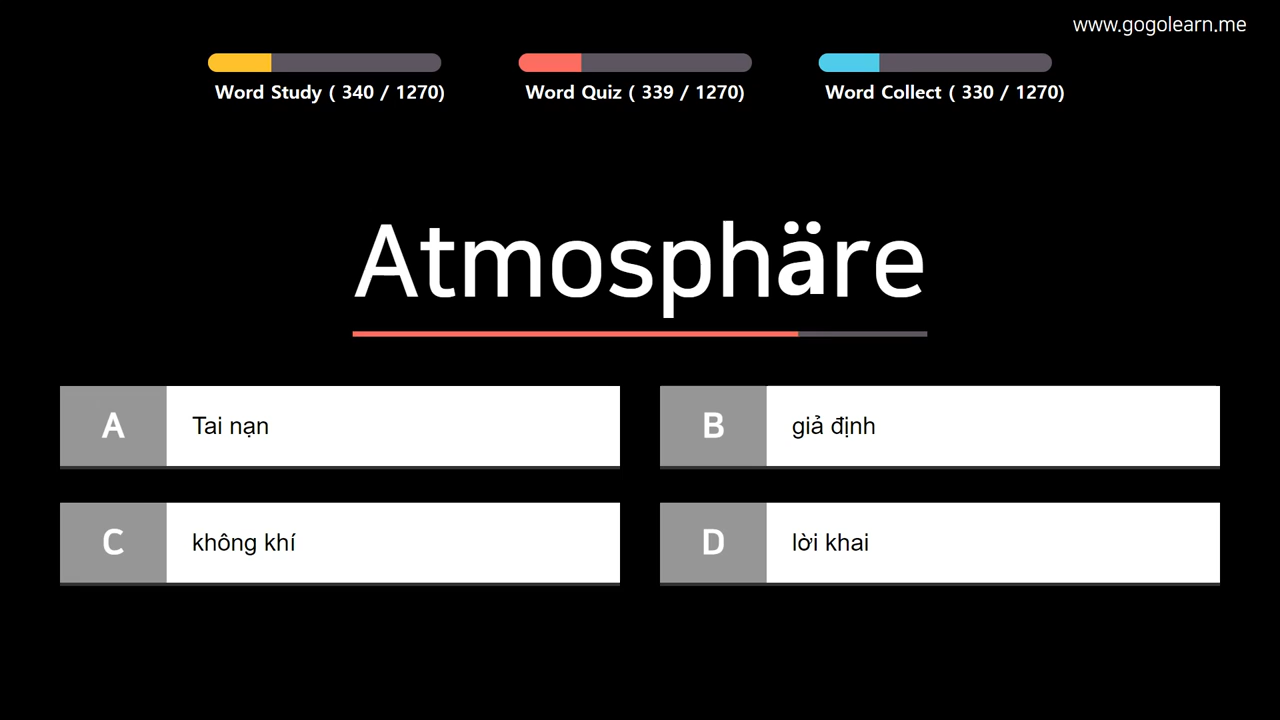 www.gogolearn.me
Word Study ( 340 / 1270)
Word Quiz ( 339 / 1270)
Word Collect ( 330 / 1270)
Atmosphäre
A
Tai nạn
B
giả định
C
không khí
D
lời khai